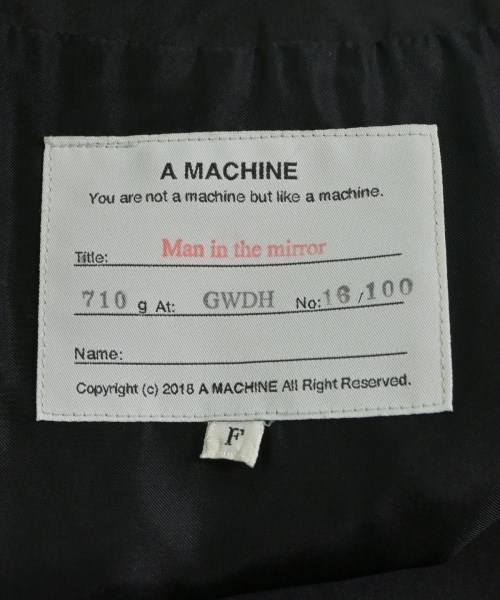 A MACHINE
You are not a machine but like a machine.
Title: Man in the mirror
710 g At: GWDH No: 16 /100
Name:
Copyright (c) 2018 A MACHINE All Right Reserved.
F